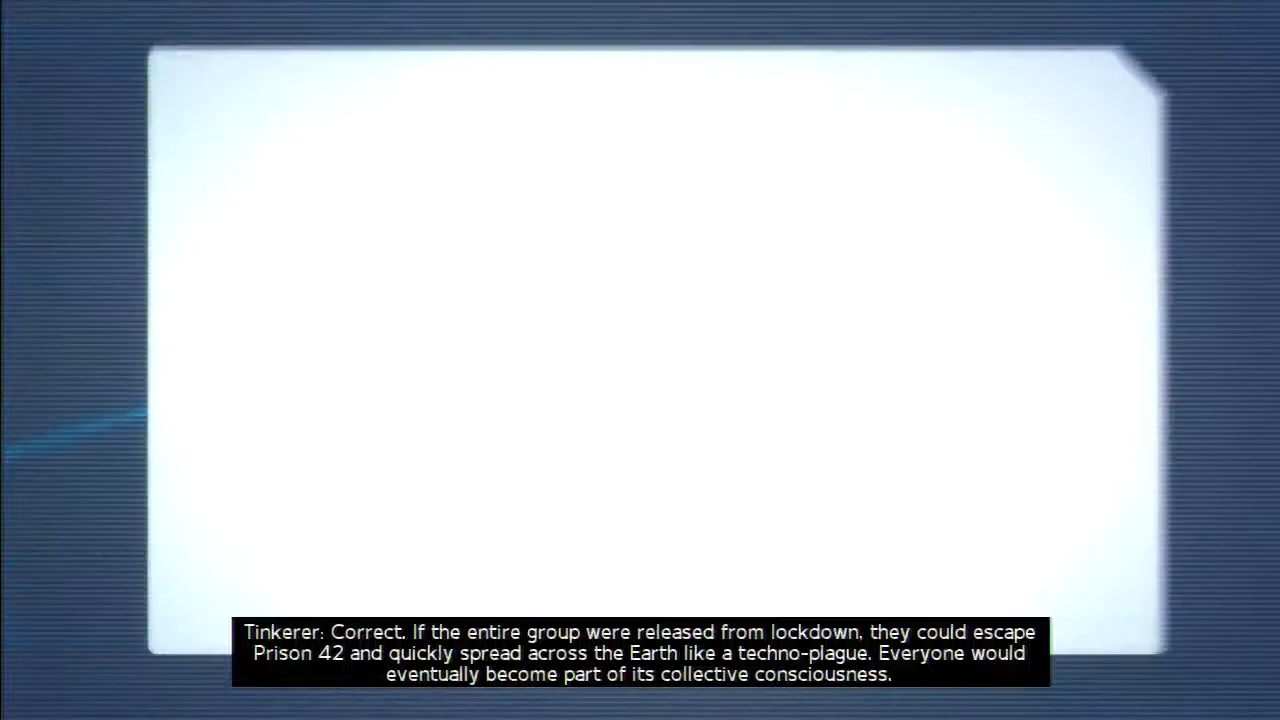 Tinkerer: Correct. If the entire group were released from lockdown, they could escape
Prison 42 and quickly spread across the Earth like a techno-plague. Everyone would
eventually become part of its collective consciousness.